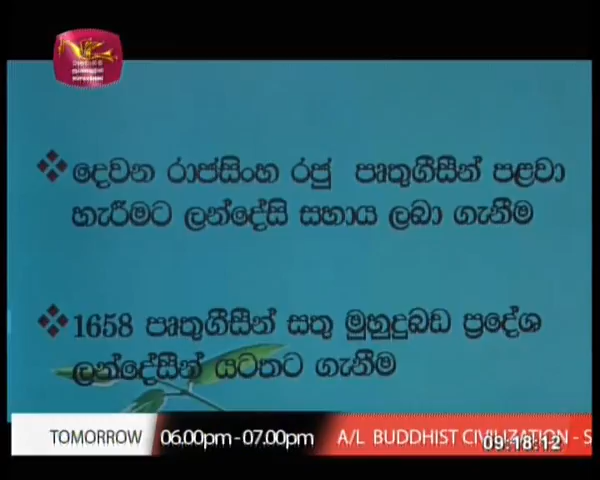 ❖ දෙවන රාජසිංහ රජු පෘතුගීසීන් පළවා
හැරීමට ලන්දේසි සහාය ලබා ගැනීම
❖ 1658 පෘතුගීසීන් සතු මුහුදුබඩ ප්‍රදේශ
ලන්දේසීන් යටතට ගැනීම
TOMORROW 06.00pm - 07.00pm A/L BUDDHIST CIVILIZATION - S
09:18:12